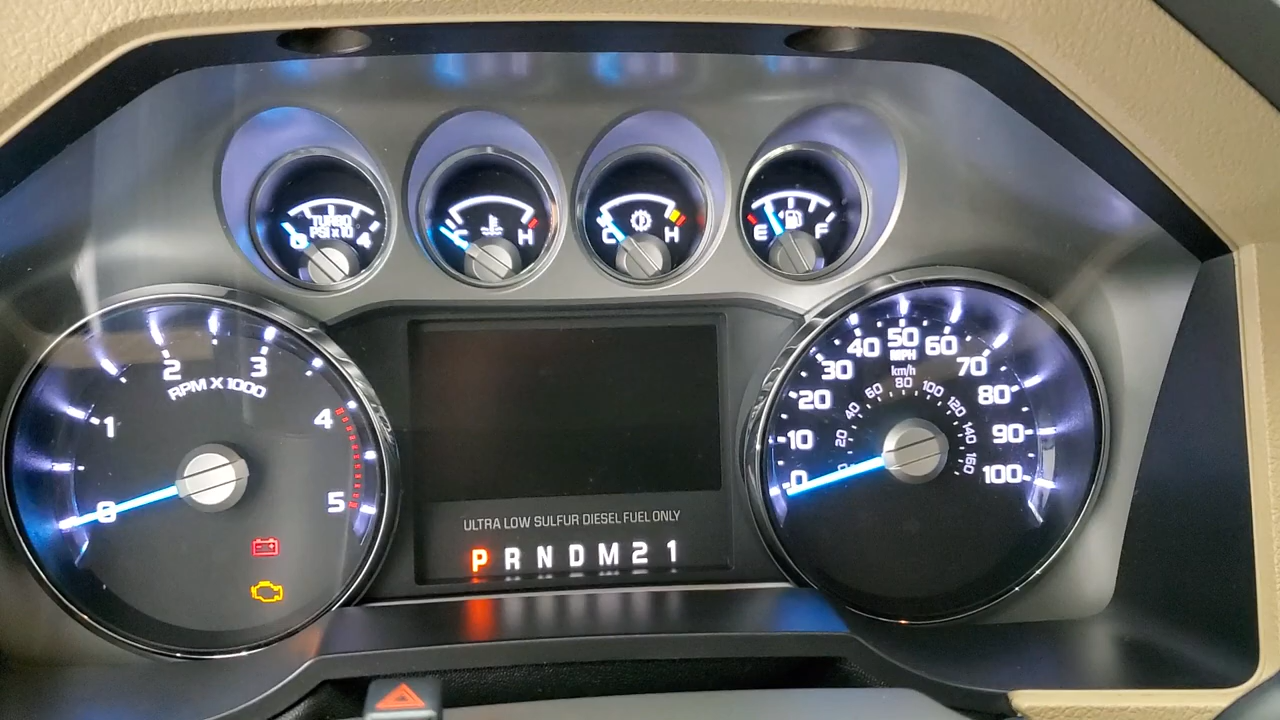 TURBO
PSI x 10
0 4
C H
C H
E F
0 1 2 3 4 5
RPM X 1000
0 10 20 30 40 50 60 70 80 90 100
MPH
km/h
0 20 40 60 80 100 120 140 160
ULTRA LOW SULFUR DIESEL FUEL ONLY
P R N D M 2 1